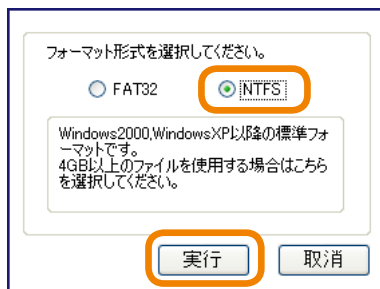 フォーマット形式を選択してください。
FAT32 NTFS
Windows2000,WindowsXP以降の標準フォ
ーマットです。
4GB以上のファイルを使用する場合はこちら
を選択してください。
実行 取消